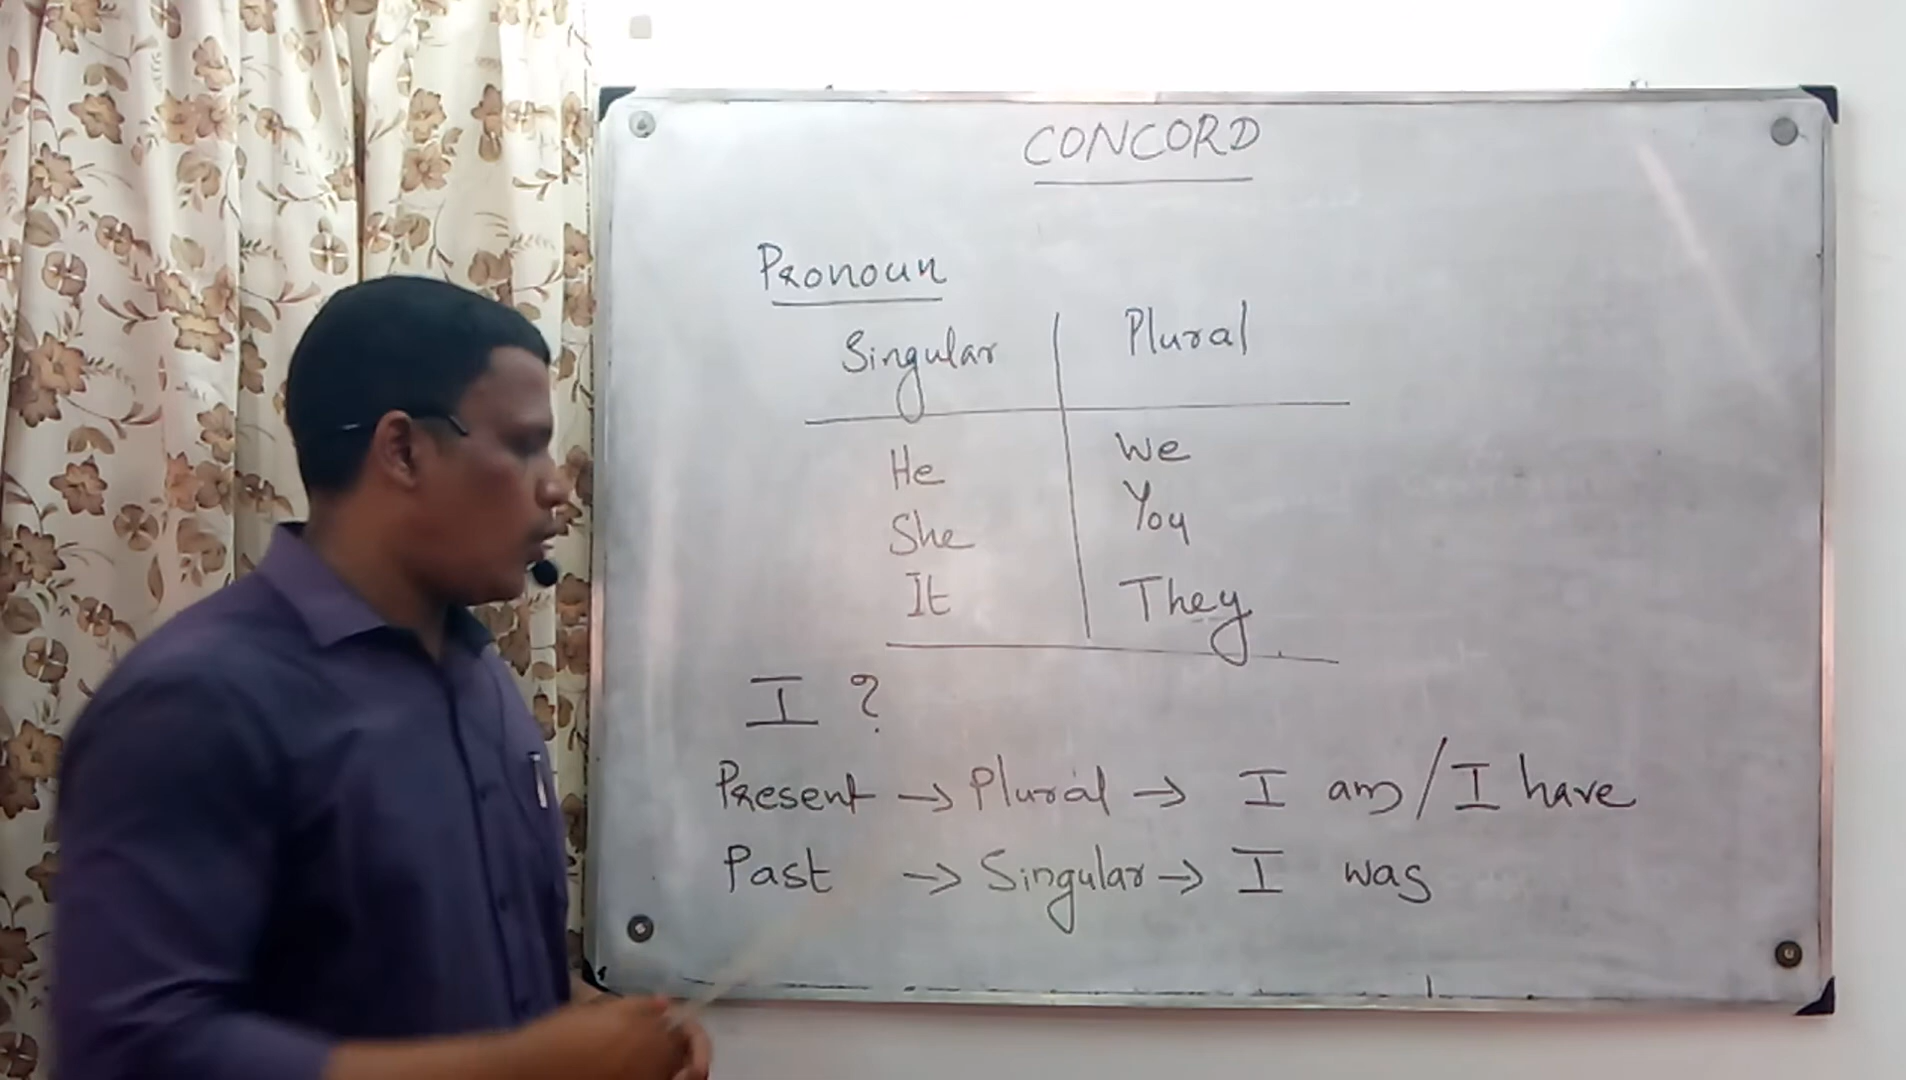 CONCORD
Pronoun
Singular Plural
He We
She You
It They
I ?
Present → Plural → I am / I have
Past → Singular → I was